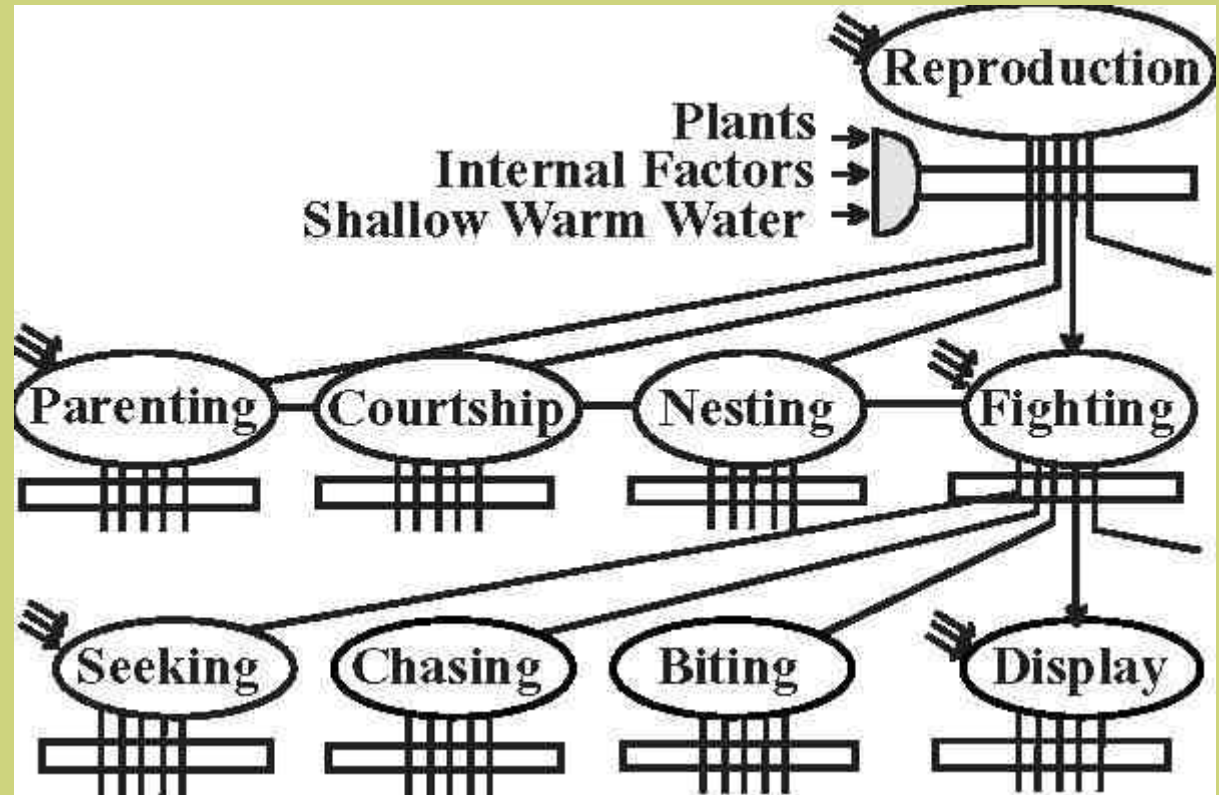 Reproduction
Plants
Internal Factors
Shallow Warm Water
Parenting
Courtship
Nesting
Fighting
Seeking
Chasing
Biting
Display